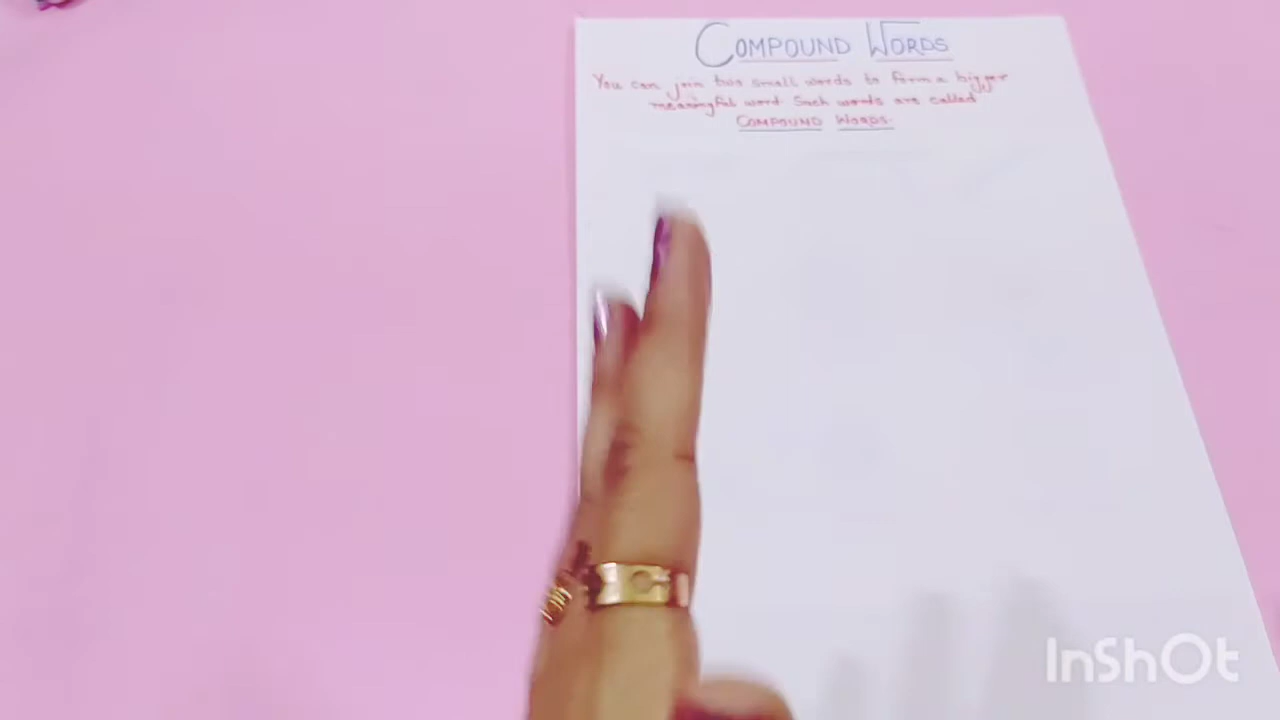 COMPOUND WORDS
You can join two small words to form a bigger
meaningful word Such words are called
COMPOUND WORDS.
InShOt